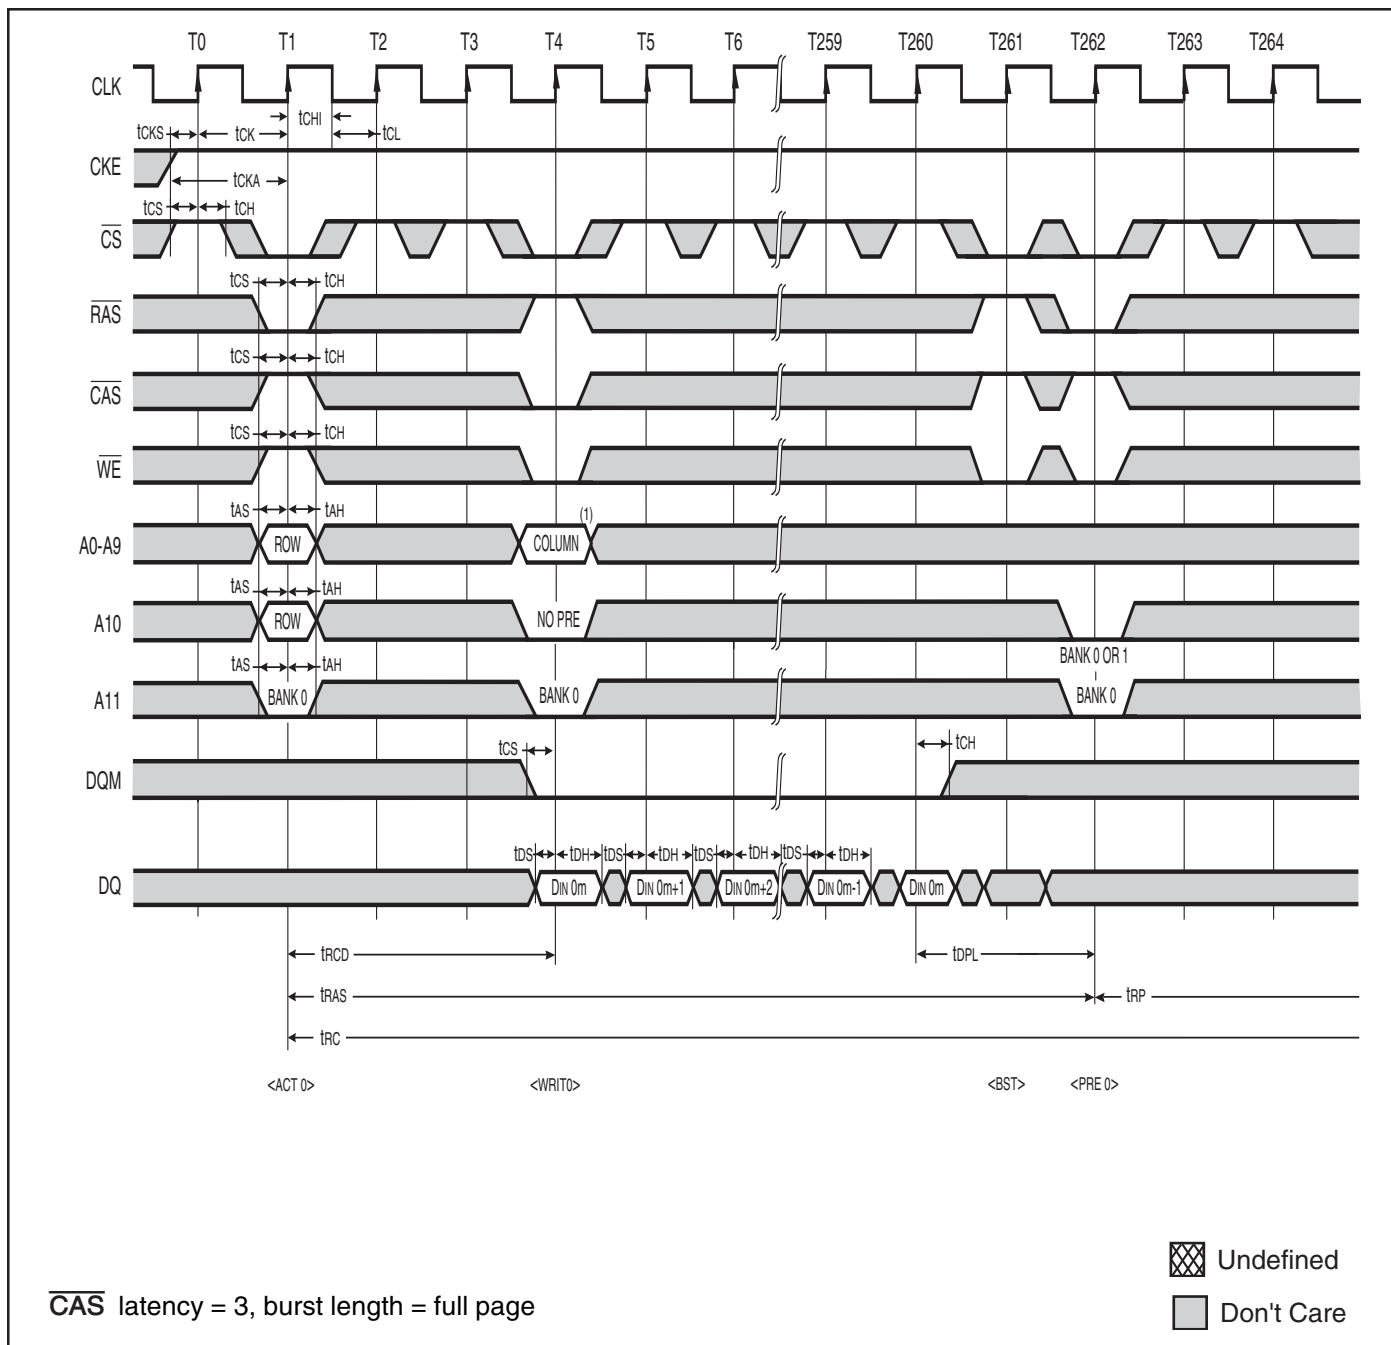 T0 T1 T2 T3 T4 T5 T6 T259 T260 T261 T262 T263 T264
CLK
tCHI
tCKS tCK tCL
CKE
tCKA
tCS tCH
CS
tCS tCH
RAS
tCS tCH
CAS
tCS tCH
WE
tAS tAH
(1)
A0-A9 ROW COLUMN
tAS tAH
A10 ROW NO PRE
BANK 0 OR 1
tAS tAH
A11 BANK 0 BANK 0 BANK 0
tCS tCH
DQM
tDS tDH tDS tDH tDS tDH tDS tDH
DQ DIN 0m DIN 0m+1 DIN 0m+2 DIN 0m-1 DIN 0m
tRCD tDPL
tRAS tRP
tRC
<ACT 0> <WRIT0> <BST> <PRE 0>
Undefined
CAS latency = 3, burst length = full page
Don't Care